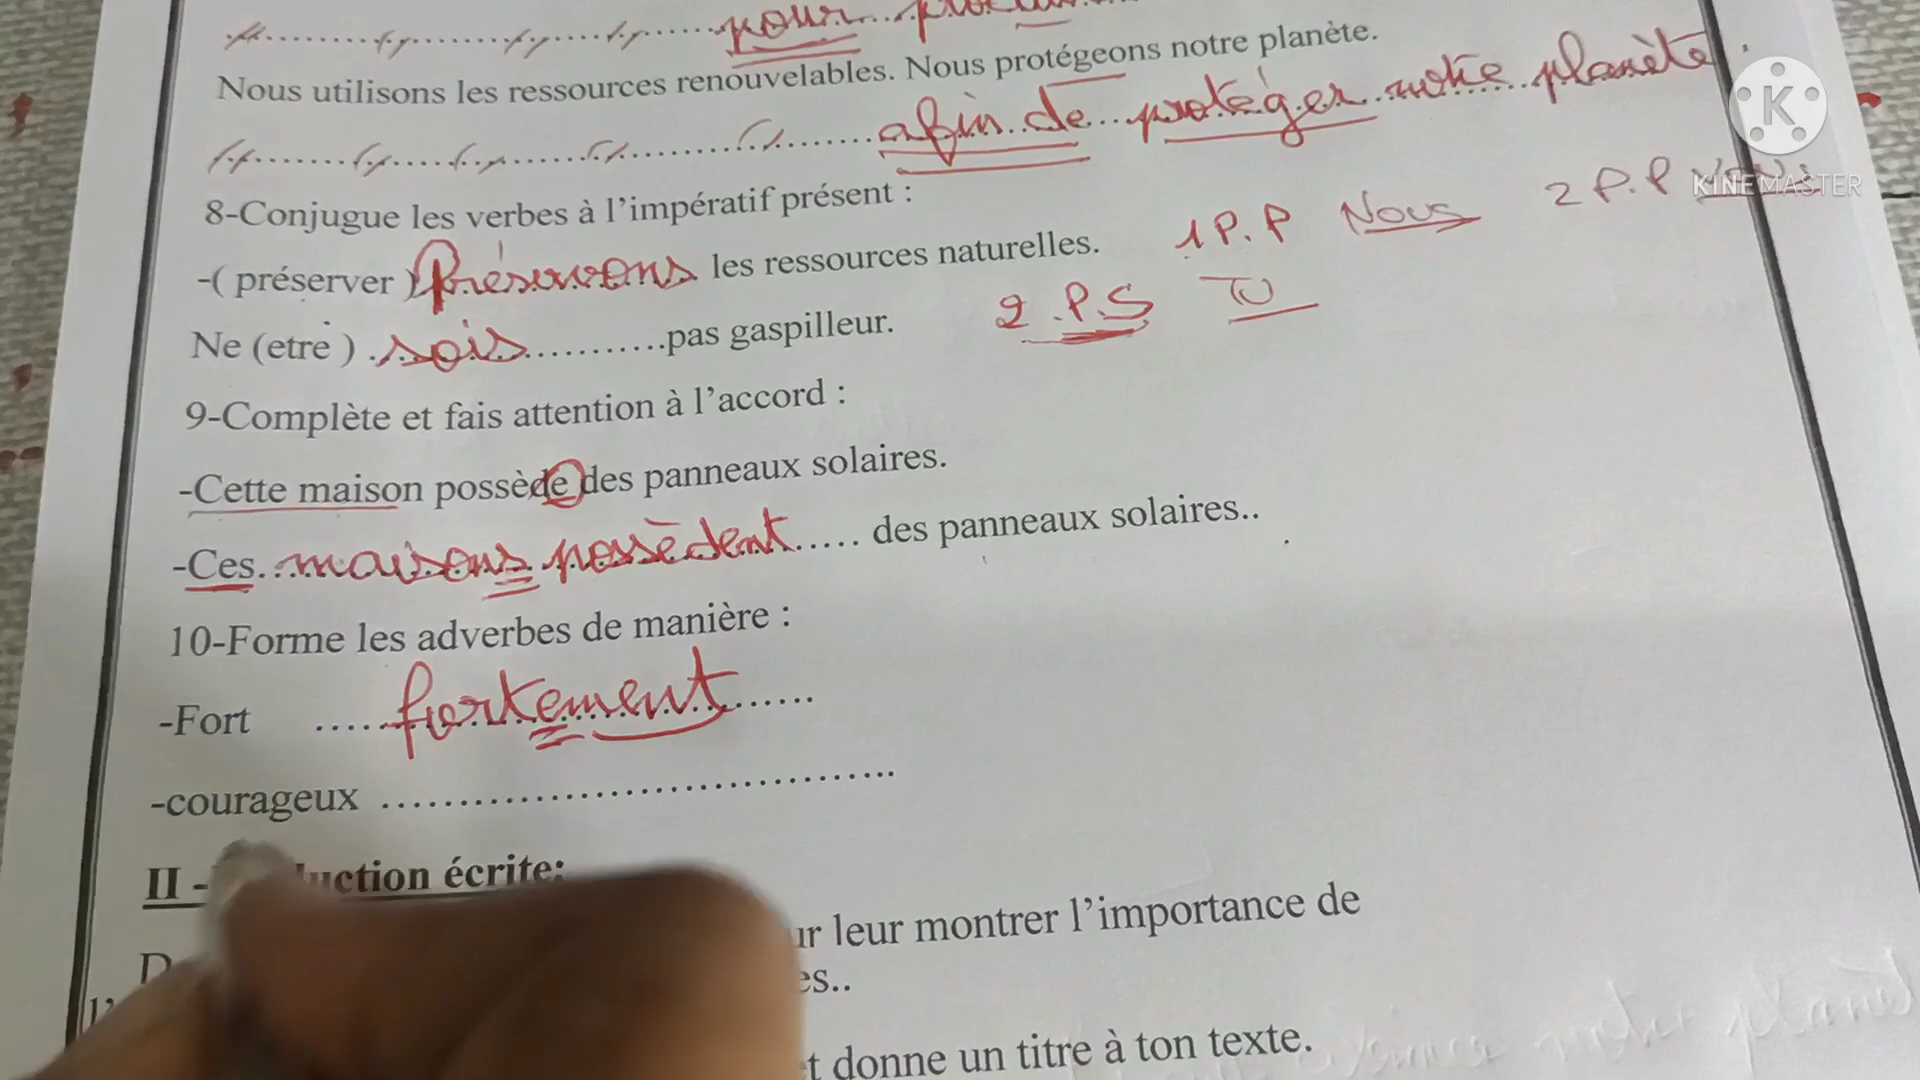 pour
Nous utilisons les ressources renouvelables. Nous protégeons notre planète.
afin de protéger notre planète
8-Conjugue les verbes à l'impératif présent :
-( préserver ) Préservons les ressources naturelles. 1 P.P Nous 2 P.P
Ne (etre ) sois pas gaspilleur. 2 P.S Tu
9-Complète et fais attention à l'accord :
-Cette maison possède des panneaux solaires.
-Ces maisons possèdent des panneaux solaires..
10-Forme les adverbes de manière :
-Fort fortement
-courageux
II - uction écrite:
ur leur montrer l'importance de
es..
t donne un titre à ton texte.
K
KINEMASTER